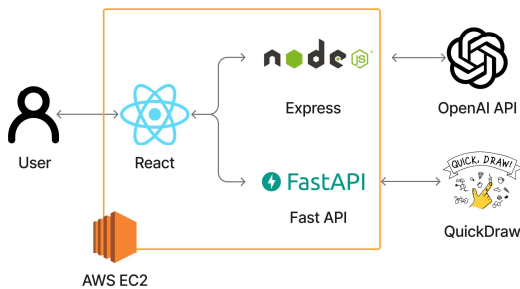 node
JS
Express
OpenAI API
User
React
FastAPI
Fast API
QUICK, DRAW!
QuickDraw
AWS EC2